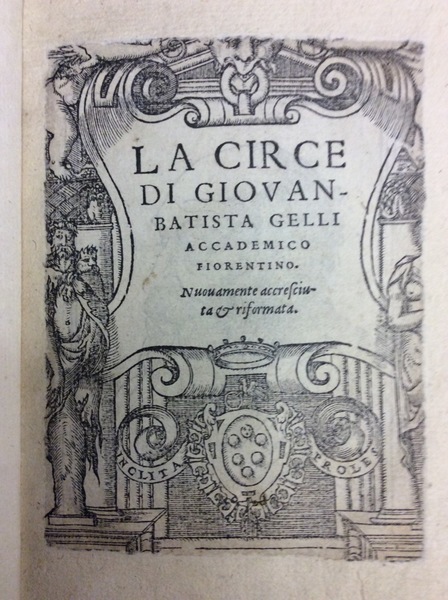 LA CIRCE
DI GIOVAN-
BATISTA GELLI
ACCADEMICO
FIORENTINO.
Nuouamente accreſciu-
ta & riformata.
INCLITA PROLES